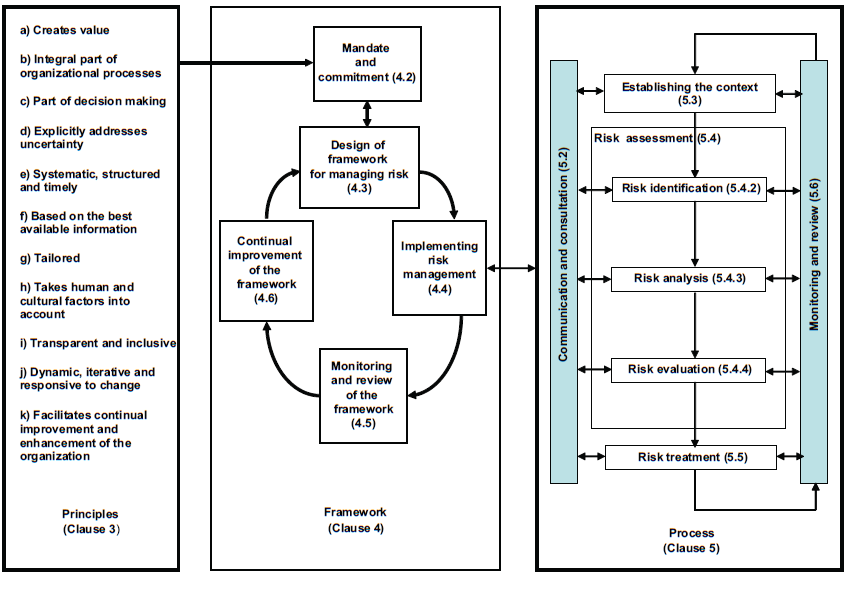 a) Creates value
b) Integral part of
organizational processes
c) Part of decision making
d) Explicitly addresses
uncertainty
e) Systematic, structured
and timely
f) Based on the best
available information
g) Tailored
h) Takes human and
cultural factors into
account
i) Transparent and inclusive
j) Dynamic, iterative and
responsive to change
k) Facilitates continual
improvement and
enhancement of the
organization
Principles
(Clause 3)
Mandate
and
commitment (4.2)
Design of
framework
for managing risk
(4.3)
Continual
improvement
of the
framework
(4.6)
Implementing
risk
management
(4.4)
Monitoring
and review
of the
framework
(4.5)
Framework
(Clause 4)
Communication and consultation (5.2)
Establishing the context
(5.3)
Risk assessment (5.4)
Risk identification (5.4.2)
Risk analysis (5.4.3)
Risk evaluation (5.4.4)
Risk treatment (5.5)
Monitoring and review (5.6)
Process
(Clause 5)